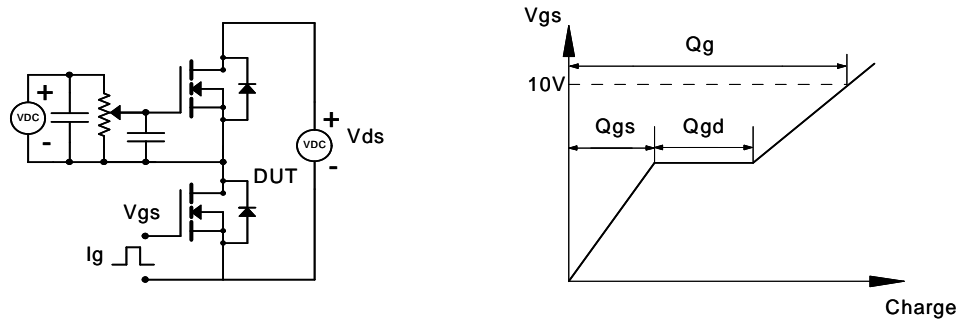 VDC
+
-
Vgs
Ig
DUT
VDC
+
-
Vds
Vgs
Qg
10V
Qgs
Qgd
Charge